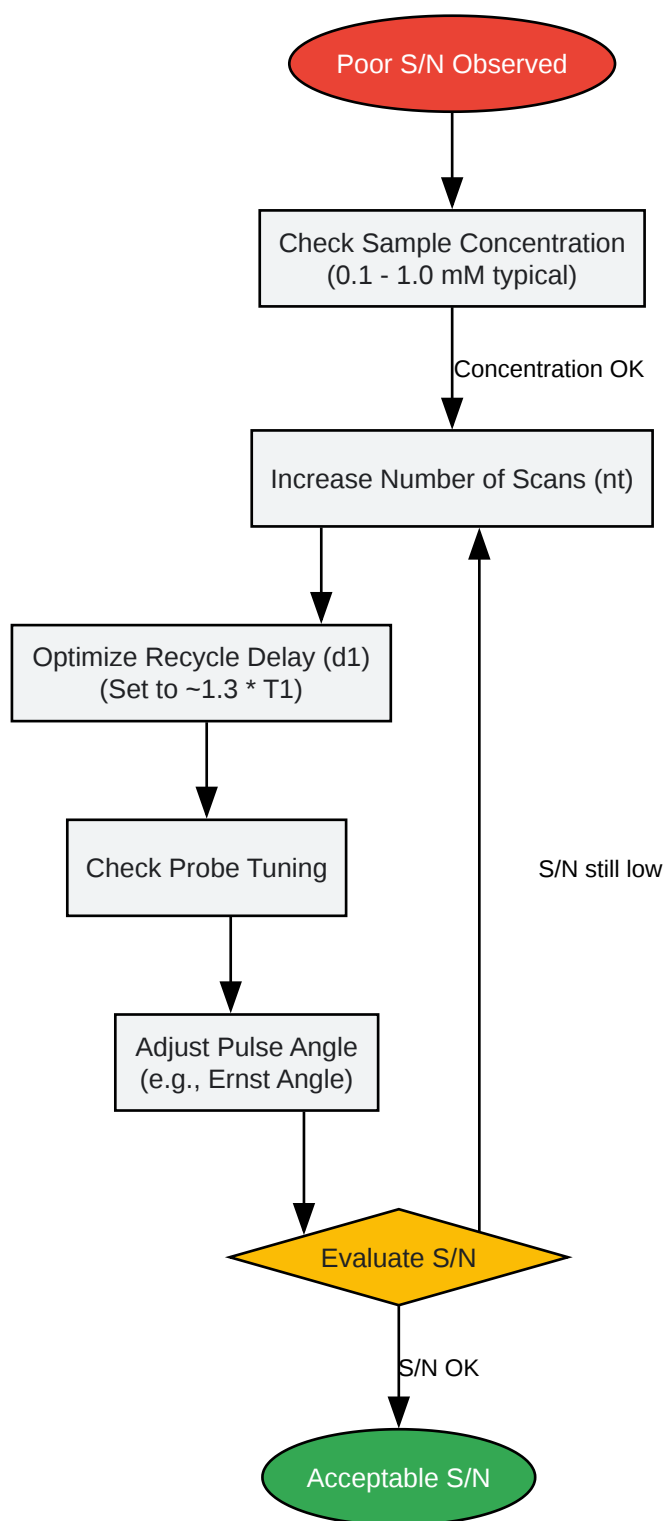 Poor S/N Observed
Check Sample Concentration
(0.1 - 1.0 mM typical)
Concentration OK
Increase Number of Scans (nt)
Optimize Recycle Delay (d1)
(Set to ~1.3 * T1)
Check Probe Tuning
S/N still low
Adjust Pulse Angle
(e.g., Ernst Angle)
Evaluate S/N
S/N OK
Acceptable S/N